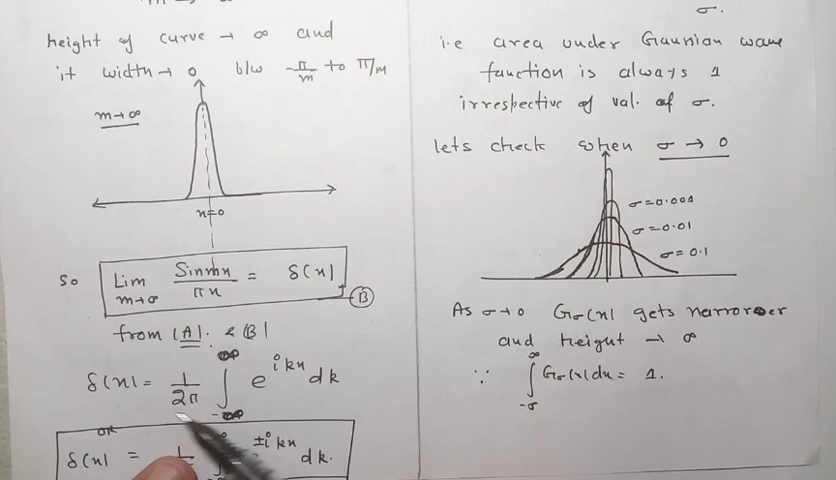 m → ∞
height of curve → ∞ and
it width → 0 b/w -π/m to π/m
m → ∞
x=0
So Lim m→∞ Sinmx/πx = δ(x)
B
from (A). & (B)
δ(x) = 1/2π ∫ -∞ ∞ e^ikx dk
or
δ(x) = ±ikx dk.
σ.
i.e area under Gaussian wave
function is always 1
irrespective of val. of σ.
lets check when σ → 0
σ=0.001
σ=0.01
σ=0.1
As σ→0 Gσ(x) gets narrower
and height → ∞
∵ ∫ -∞ ∞ Gσ(x)dx = 1.